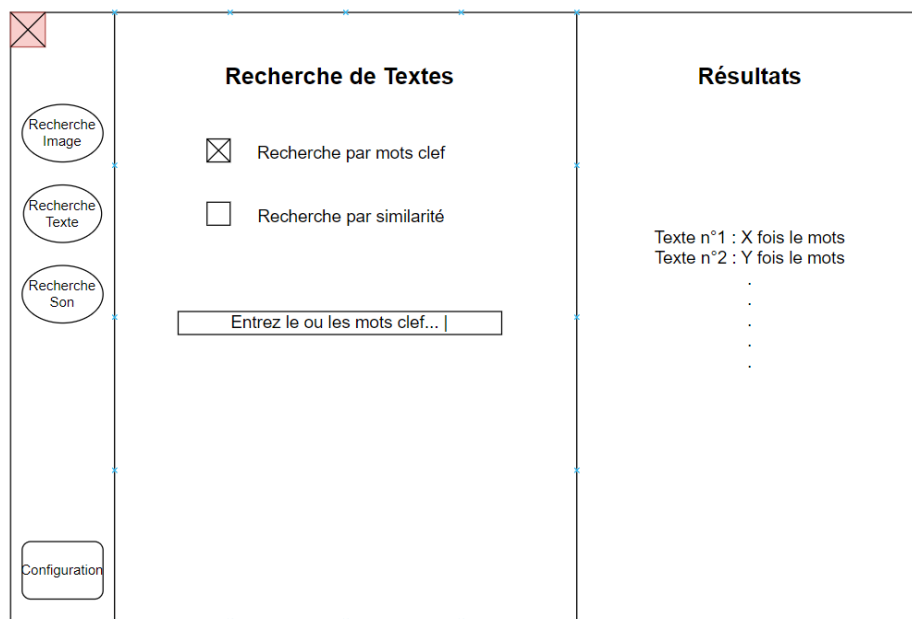 Recherche
Image
Recherche
Texte
Recherche
Son
Configuration
Recherche de Textes
Recherche par mots clef
Recherche par similarité
Entrez le ou les mots clef... |
Résultats
Texte n°1 : X fois le mots
Texte n°2 : Y fois le mots
.
.
.
.
.